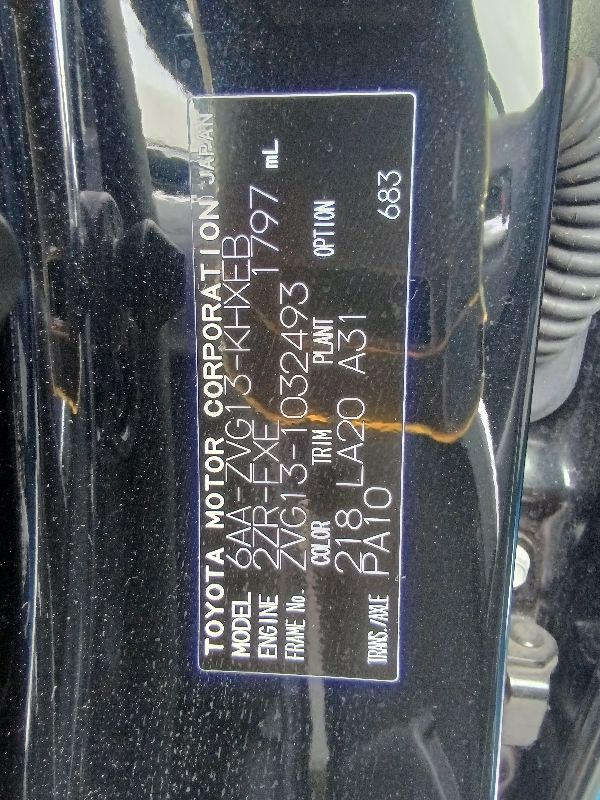 TOYOTA MOTOR CORPORATION JAPAN
MODEL 6AA-ZVG13-KHXEB
ENGINE 2ZR-FXE 1797 mL
FRAME No. ZVG13-1032493
COLOR TRIM PLANT OPTION
218 LA20 A31
TRANS./AXLE PA10 683